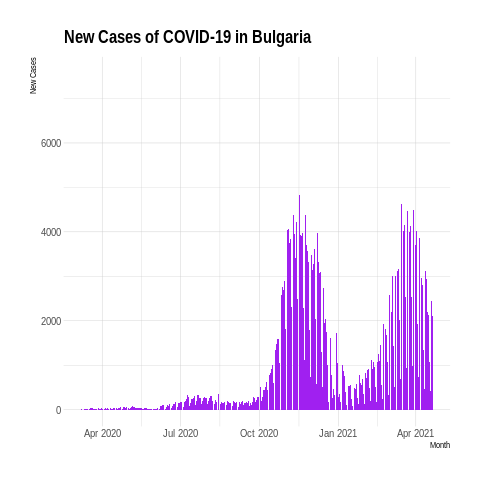 New Cases of COVID-19 in Bulgaria
New Cases
6000
4000
2000
0
Apr 2020
Jul 2020
Oct 2020
Jan 2021
Apr 2021
Month